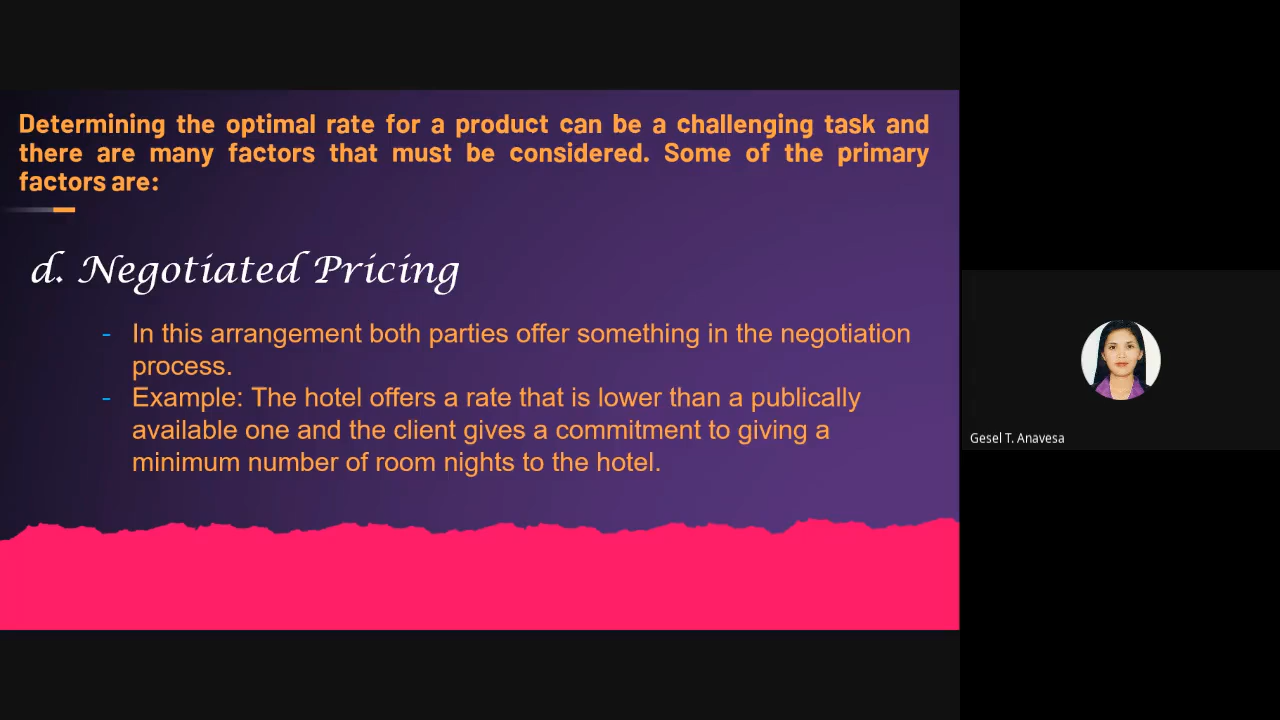 Determining the optimal rate for a product can be a challenging task and
there are many factors that must be considered. Some of the primary
factors are:
d. Negotiated Pricing
- In this arrangement both parties offer something in the negotiation
process.
- Example: The hotel offers a rate that is lower than a publically
available one and the client gives a commitment to giving a
minimum number of room nights to the hotel.
Gesel T. Anavesa